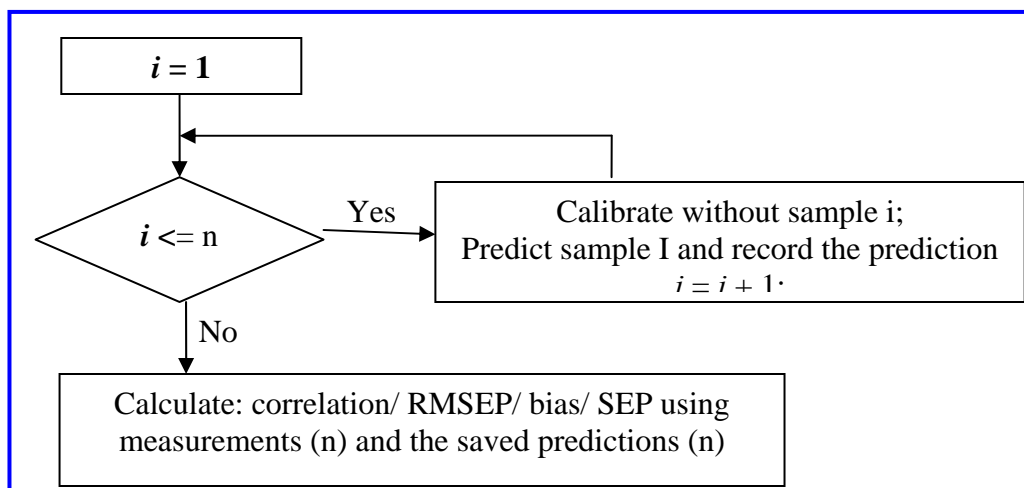 i = 1
i <= n
Yes
Calibrate without sample i;
Predict sample I and record the prediction
i = i + 1;
No
Calculate: correlation/ RMSEP/ bias/ SEP using
measurements (n) and the saved predictions (n)